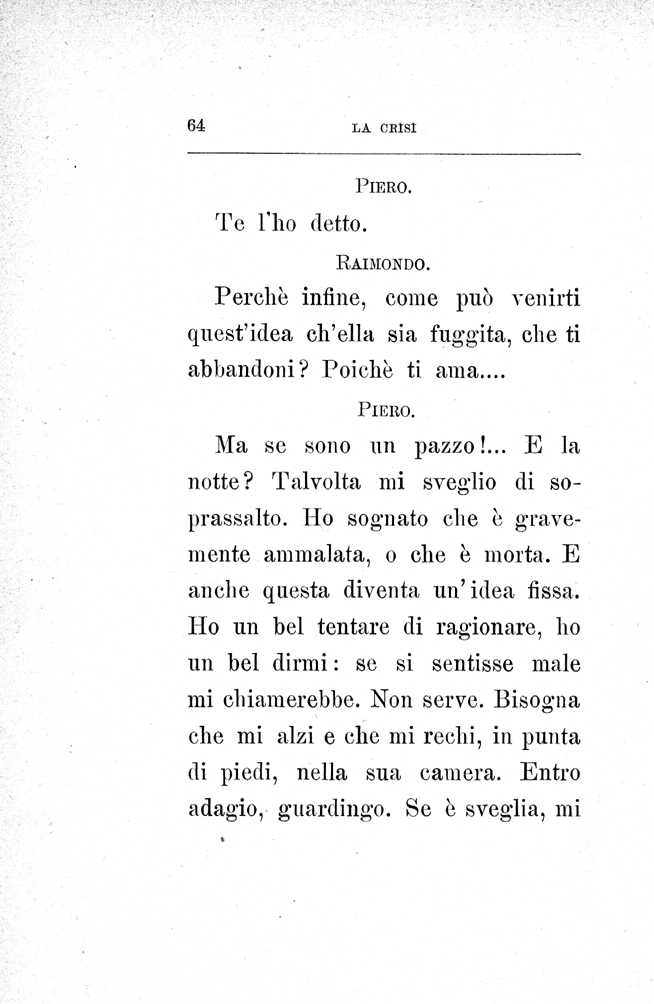 64 LA CRISI
PIERO.
Te l'ho detto.
RAIMONDO.
Perchè infine, come può venirti
quest'idea ch'ella sia fuggita, che ti
abbandoni? Poichè ti ama....
PIERO.
Ma se sono un pazzo!... E la
notte? Talvolta mi sveglio di so-
prassalto. Ho sognato che è grave-
mente ammalata, o che è morta. E
anche questa diventa un' idea fissa.
Ho un bel tentare di ragionare, ho
un bel dirmi: se si sentisse male
mi chiamerebbe. Non serve. Bisogna
che mi alzi e che mi rechi, in punta
di piedi, nella sua camera. Entro
adagio, guardingo. Se è sveglia, mi